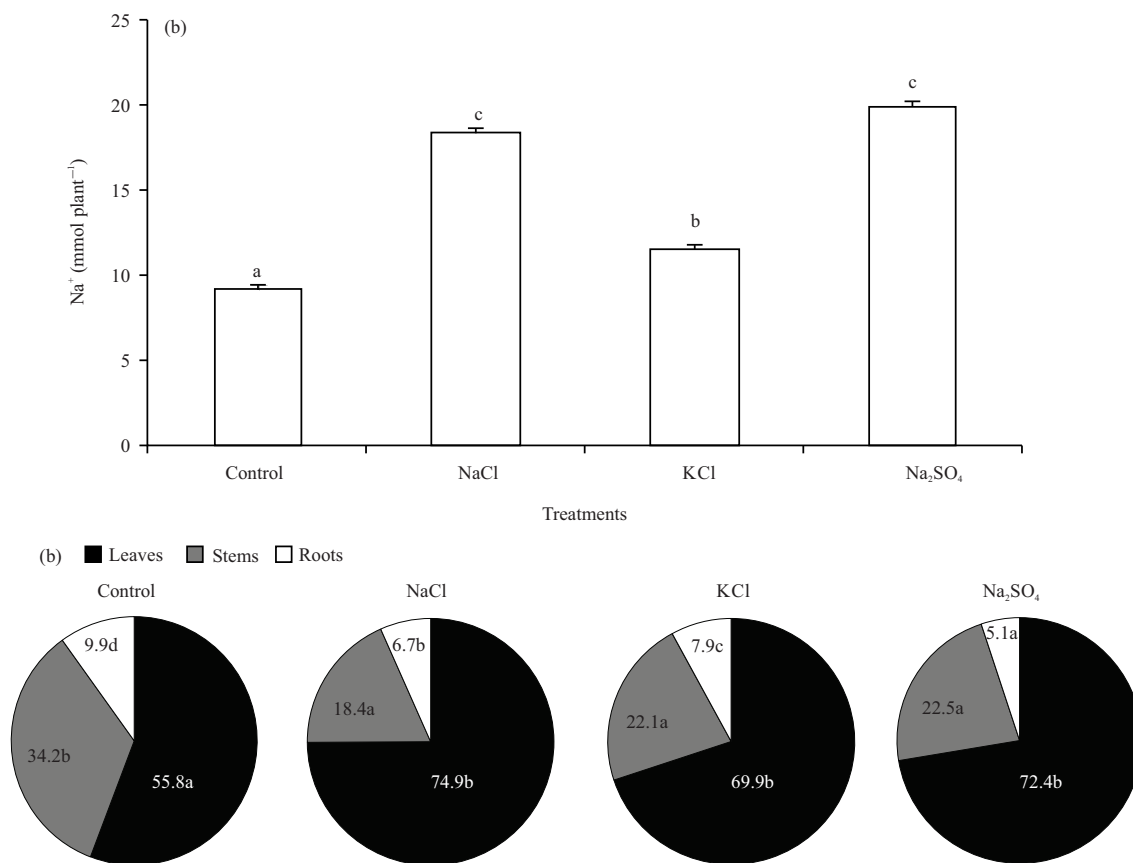 (b)
25
20
15
10
5
0
Na⁺ (mmol plant⁻¹)
a
c
b
c
Control NaCl KCl Na₂SO₄
Treatments
(b) Leaves Stems Roots
Control NaCl KCl Na₂SO₄
9.9d
34.2b
55.8a
6.7b
18.4a
74.9b
7.9c
22.1a
69.9b
5.1a
22.5a
72.4b